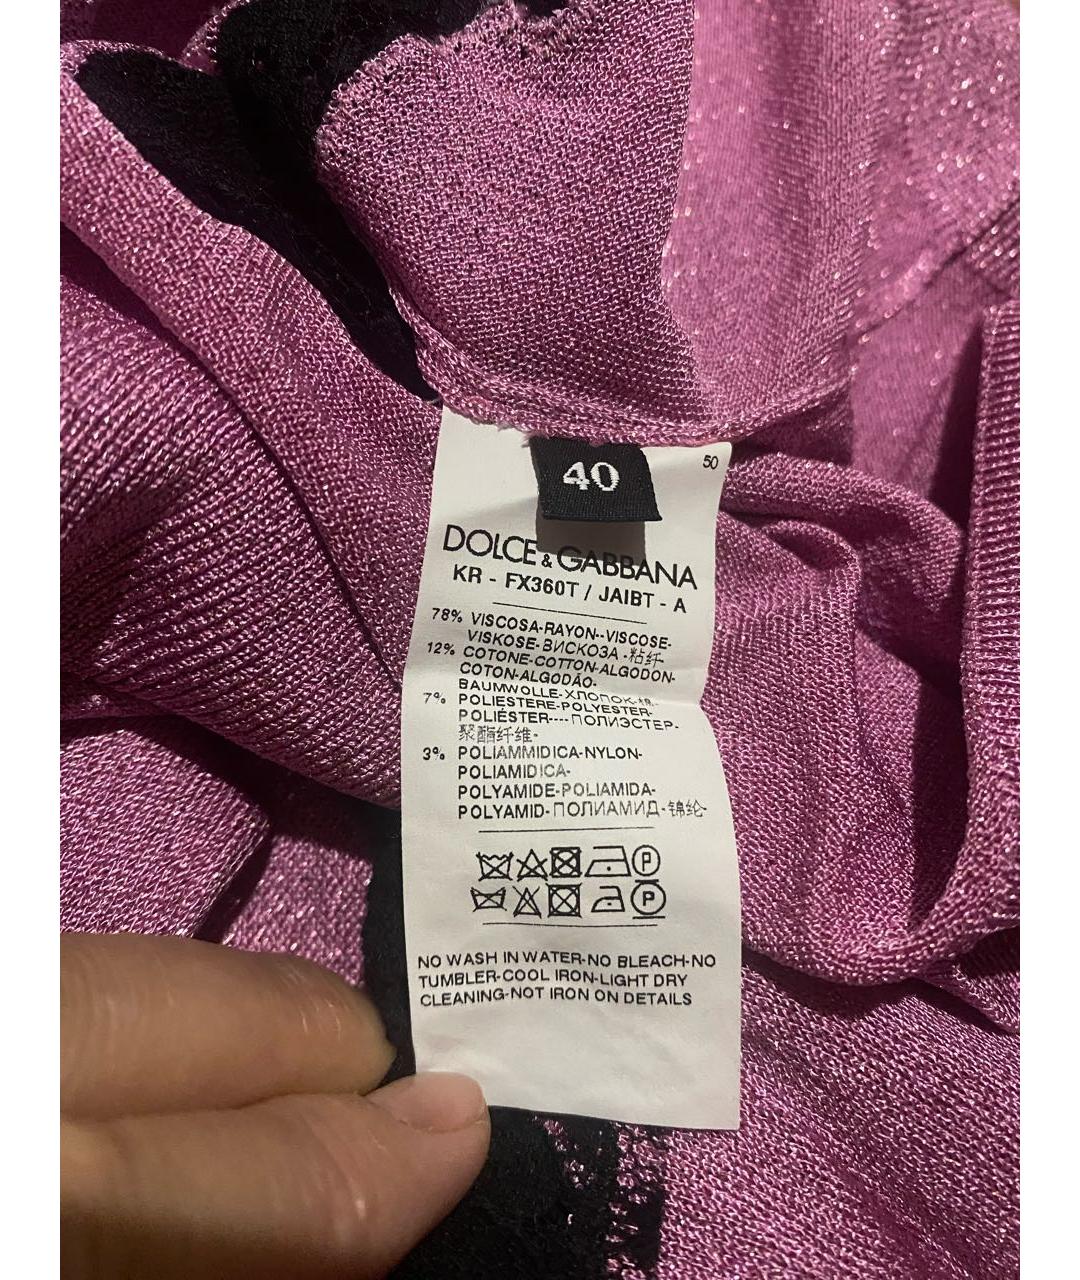 40
50
DOLCE & GABBANA
KR - FX360T / JAIBT - A
78% VISCOSA-RAYON--VISCOSE-
VISKOSE-ВИСКОЗА-粘纤-
12% COTONE-COTTON-ALGODON-
COTON-ALGODÃO-
BAUMWOLLE-ХЛОПОК-
7% POLIESTERE-POLYESTER-
POLIÉSTER----ПОЛИЭСТЕР-
聚酯纤维-
3% POLIAMMIDICA-NYLON-
POLIAMIDICA-
POLYAMIDE-POLIAMIDA-
POLYAMID-ПОЛИАМИД-锦纶-
P
P
NO WASH IN WATER-NO BLEACH-NO
TUMBLER-COOL IRON-LIGHT DRY
CLEANING-NOT IRON ON DETAILS